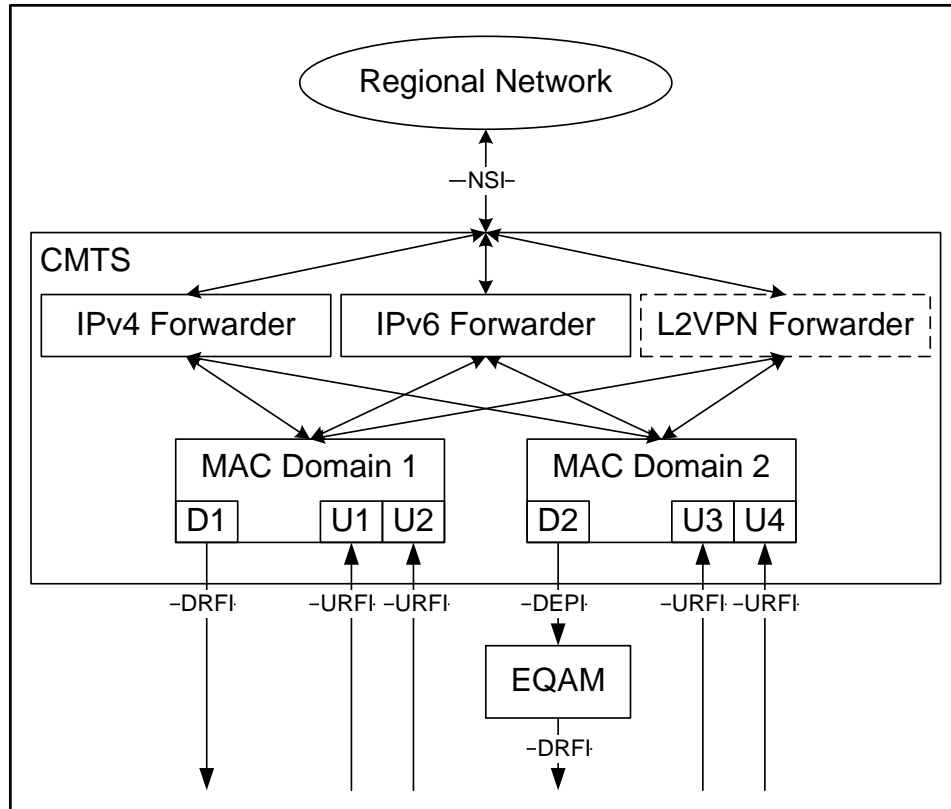 Regional Network
NSI
CMTS
IPv4 Forwarder
IPv6 Forwarder
L2VPN Forwarder
MAC Domain 1
MAC Domain 2
D1
U1
U2
D2
U3
U4
DRFI
URFI
URFI
DEPI
URFI
URFI
EQAM
DRFI